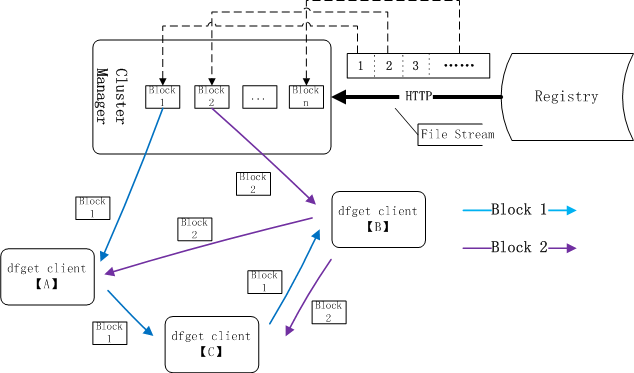 1 2 3 ······
Cluster
Manager
Block
1
Block
2
...
Block
n
HTTP
Registry
File Stream
Block
2
Block
1
dfget client
【B】
Block 1
Block
2
Block 2
dfget client
【A】
Block
1
Block
2
Block
1
dfget client
【C】